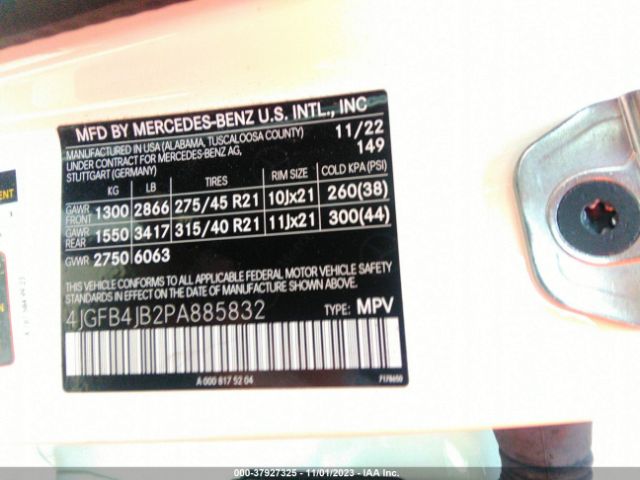 MFD BY MERCEDES-BENZ U.S. INTL., INC
MANUFACTURED IN USA (ALABAMA, TUSCALOOSA COUNTY) 11/22
UNDER CONTRACT FOR MERCEDES-BENZ AG, 149
STUTTGART (GERMANY)
KG LB TIRES RIM SIZE COLD KPA (PSI)
GAWR FRONT 1300 2866 275/45 R21 10Jx21 260(38)
GAWR REAR 1550 3417 315/40 R21 11Jx21 300(44)
GVWR 2750 6063
THIS VEHICLE CONFORMS TO ALL APPLICABLE FEDERAL MOTOR VEHICLE SAFETY
STANDARDS IN EFFECT ON THE DATE OF MANUFACTURE SHOWN ABOVE.
4JGFB4JB2PA885832 TYPE: MPV
A 000 817 52 04 7178650
000-37927325 - 11/01/2023 - IAA Inc.